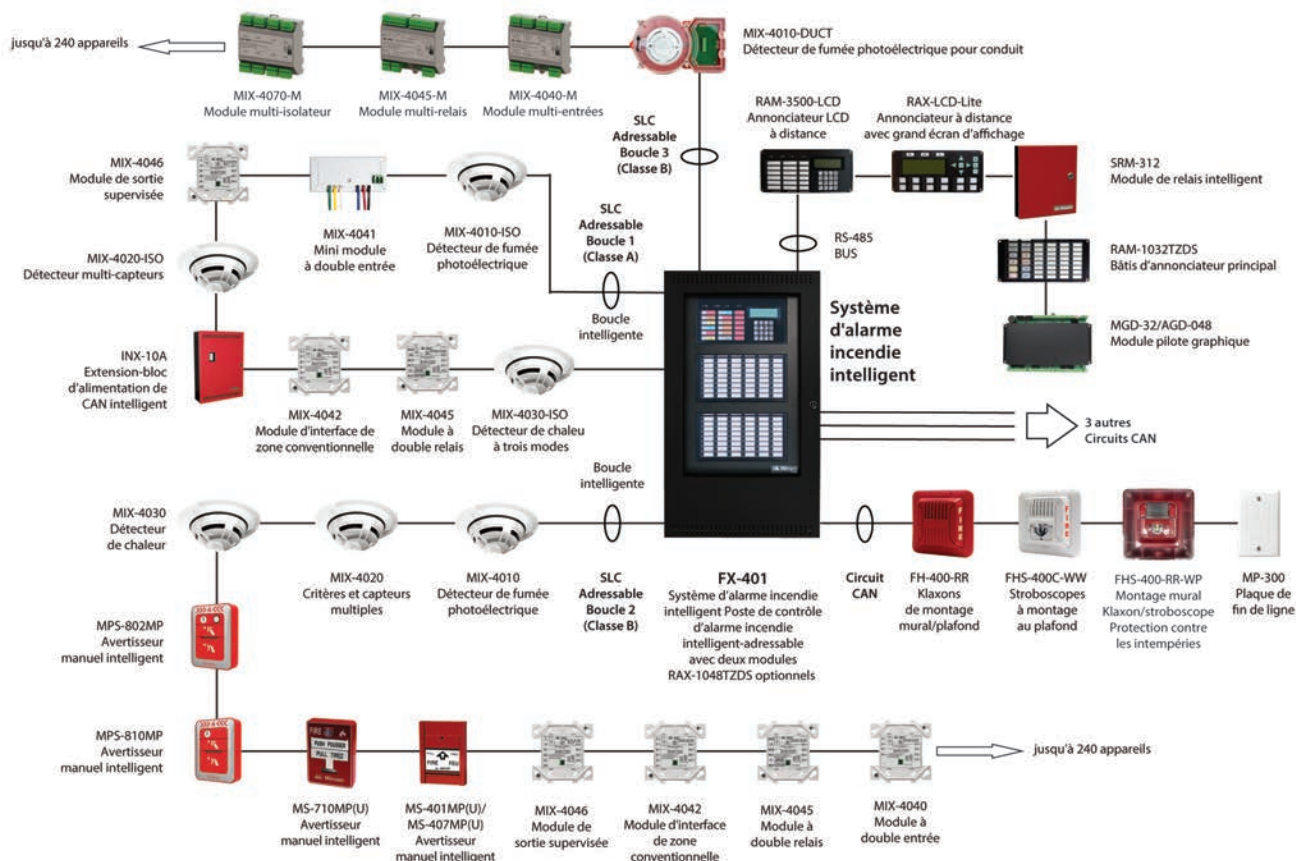 jusqu'à 240 appareils
MIX-4070-M
Module multi-isolateur
MIX-4045-M
Module multi-relais
MIX-4040-M
Module multi-entrées
MIX-4010-DUCT
Détecteur de fumée photoélectrique pour conduit
SLC
Adressable
Boucle 3
(Classe B)
RAM-3500-LCD
Annonciateur LCD
à distance
RAX-LCD-Lite
Annonciateur à distance
avec grand écran d'affichage
SRM-312
Module de relais intelligent
RS-485
BUS
RAM-1032TZDS
Bâtis d'annonciateur principal
MGD-32/AGD-048
Module pilote graphique
MIX-4046
Module de sortie
supervisée
MIX-4041
Mini module
à double entrée
MIX-4010-ISO
Détecteur de fumée
photoélectrique
SLC
Adressable
Boucle 1
(Classe A)
Boucle
intelligente
MIX-4020-ISO
Détecteur multi-capteurs
INX-10A
Extension-bloc
d'alimentation de
CAN intelligent
MIX-4042
Module d'interface de
zone conventionnelle
MIX-4045
Module à
double relais
MIX-4030-ISO
Détecteur de chaleu
à trois modes
Système
d'alarme
incendie
intelligent
3 autres
Circuits CAN
Boucle
intelligente
MIX-4030
Détecteur
de chaleur
MIX-4020
Critères et capteurs
multiples
MIX-4010
Détecteur de fumée
photoélectrique
SLC
Adressable
Boucle 2
(Classe B)
FX-401
Système d'alarme incendie
intelligent Poste de contrôle
d'alarme incendie
intelligent-adressable
avec deux modules
RAX-1048TZDS optionnels
Circuit
CAN
FIRE
FH-400-RR
Klaxons
de montage
mural/plafond
FIRE
FHS-400C-WW
Stroboscopes
à montage
au plafond
FHS-400-RR-WP
Montage mural
Klaxon/stroboscope
Protection contre
les intempéries
MP-300
Plaque de
fin de ligne
MPS-802MP
Avertisseur
manuel intelligent
MPS-810MP
Avertisseur
manuel intelligent
FIRE
PUSH POUSSER
PULL TIREZ
MS-710MP(U)
Avertisseur
manuel intelligent
FIRE FEU
MS-401MP(U)/
MS-407MP(U)
Avertisseur
manuel intelligent
MIX-4046
Module de
sortie supervisée
MIX-4042
Module d'interface
de zone
conventionnelle
MIX-4045
Module à
double relais
MIX-4040
Module à
double entrée
jusqu'à 240 appareils